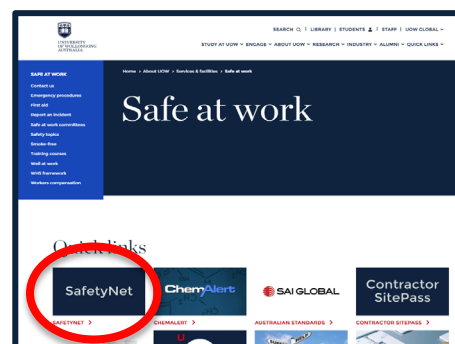 UNIVERSITY
OF WOLLONGONG
AUSTRALIA
SEARCH | LIBRARY | STUDENTS | STAFF | UOW GLOBAL
STUDY AT UOW ENGAGE ABOUT UOW RESEARCH INDUSTRY ALUMNI QUICK LINKS
Home > About UOW > Services & facilities > Safe at work
SAFE AT WORK
Contact us
Emergency procedures
First aid
Report an incident
Safe at work committees
Safety topics
Smoke-free
Training courses
Well at work
WHS framework
Workers compensation
Safe at work
Quick links
SafetyNet
ChemAlert
SAI GLOBAL
Contractor
SitePass
SAFETYNET >
CHEMALERT >
AUSTRALIAN STANDARDS >
CONTRACTOR SITEPASS >
U